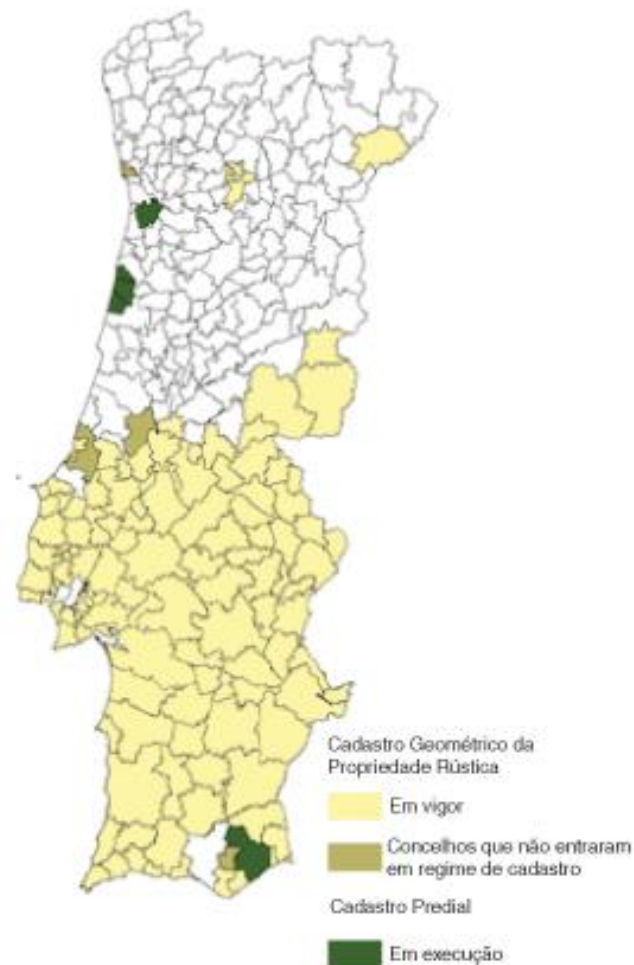 Cadastro Geométrico da
Propriedade Rústica
Em vigor
Concelhos que não entraram
em regime de cadastro
Cadastro Predial
Em execução